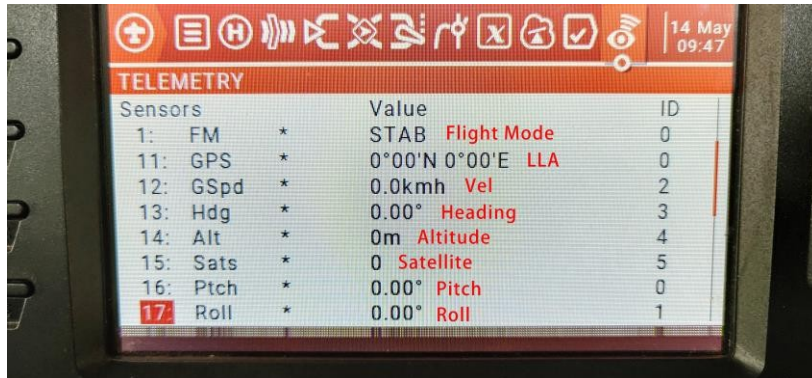 14 May
09:47
TELEMETRY
Sensors Value ID
1: FM * STAB Flight Mode 0
11: GPS * 0°00'N 0°00'E LLA 0
12: GSpd * 0.0kmh Vel 2
13: Hdg * 0.00° Heading 3
14: Alt * 0m Altitude 4
15: Sats * 0 Satellite 5
16: Ptch * 0.00° Pitch 0
17: Roll * 0.00° Roll 1